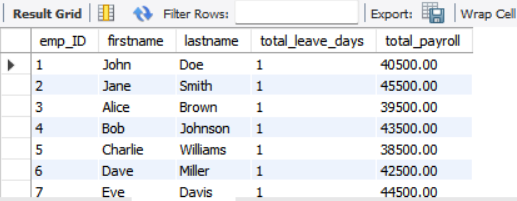 Result Grid Filter Rows: Export: Wrap Cell
emp_ID firstname lastname total_leave_days total_payroll
1 John Doe 1 40500.00
2 Jane Smith 1 45500.00
3 Alice Brown 1 39500.00
4 Bob Johnson 1 43500.00
5 Charlie Williams 1 38500.00
6 Dave Miller 1 42500.00
7 Eve Davis 1 44500.00